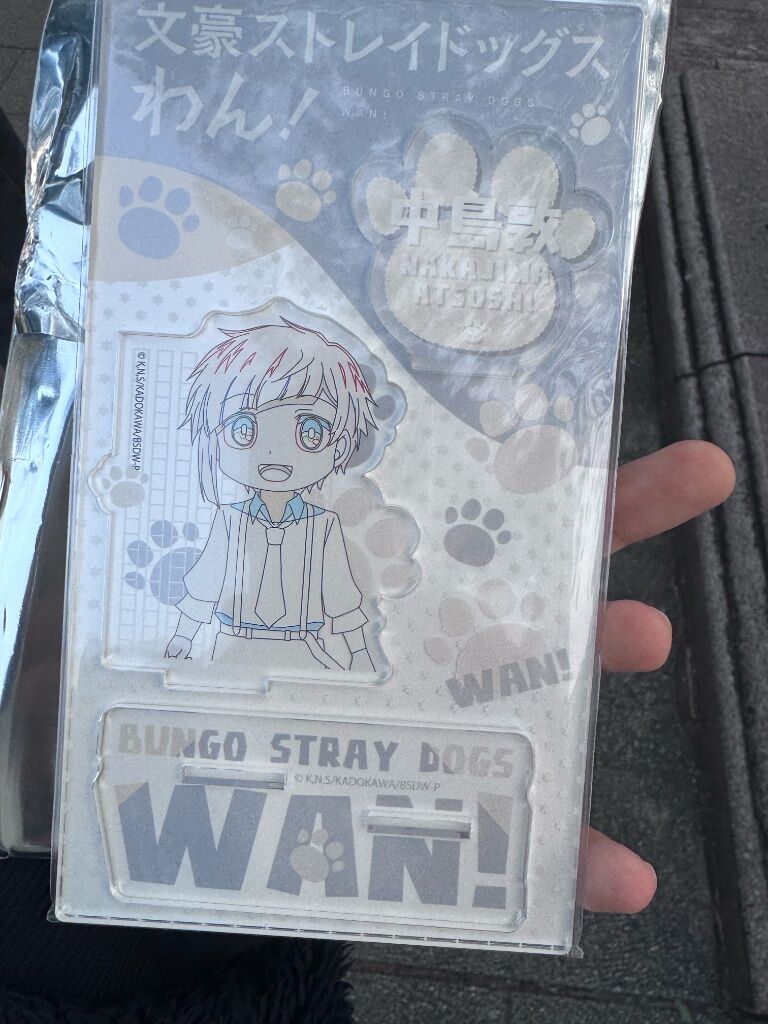 文豪ストレイドッグス
わん!
BUNGO STRAY DOGS
WAN!
中島敦
NAKAJIMA
ATSUSHI
© K,N,S/KADOKAWA/BSDW-P
WAN!
BUNGO STRAY DOGS
© K,N,S/KADOKAWA/BSDW-P
WAN!